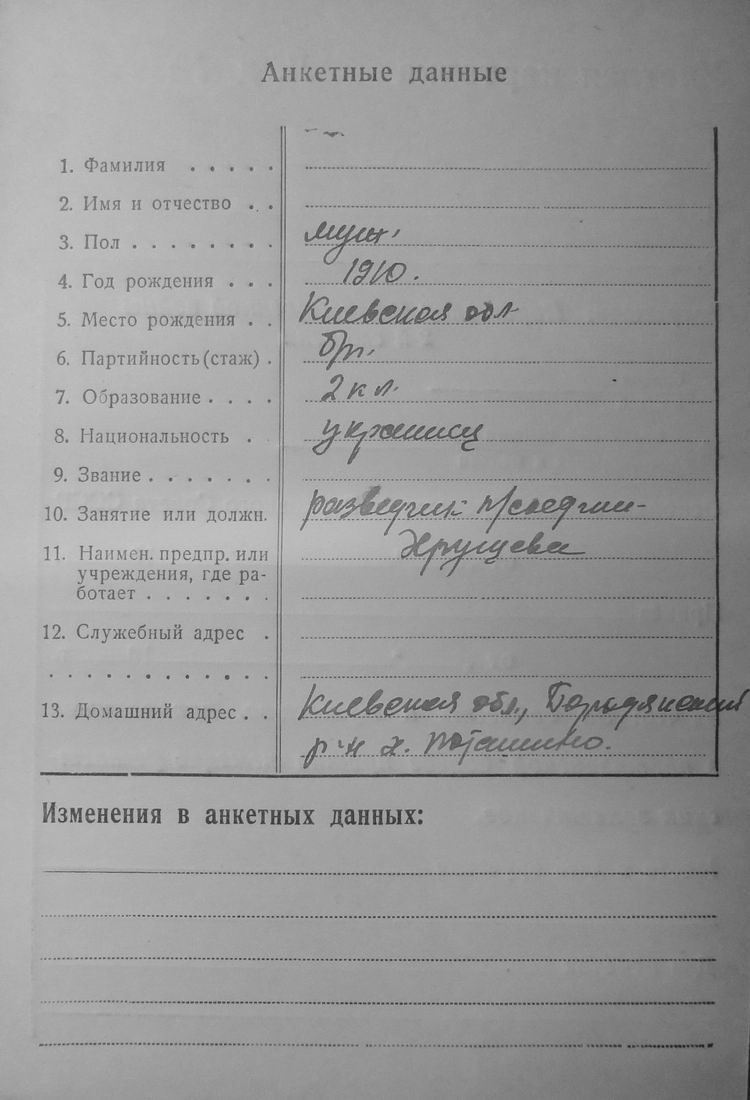 Анкетные данные
1. Фамилия . . . . .
2. Имя и отчество . .
3. Пол . . . . . . . . муж.
4. Год рождения . . . 1910.
5. Место рождения . . Киевская обл
6. Партийность (стаж) . бп.
7. Образование . . . . 2 кл.
8. Национальность . украинец
9. Звание . . . . . . .
10. Занятие или должн. разведчик
11. Наимен. предпр. или Хрущева
учреждения, где ра-
ботает . . . . . . .
12. Служебный адрес .
. . . . . . . . . . . .
13. Домашний адрес . . Киевская обл., Бородянский
р-н х. Поташино.
Изменения в анкетных данных: